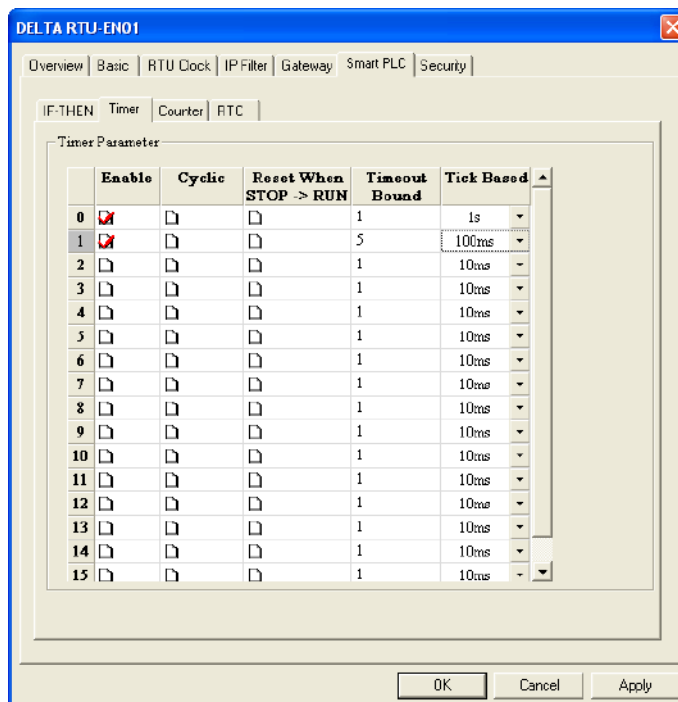 DELTA RTU-EN01
Overview Basic RTU Clock IP Filter Gateway Smart PLC Security
IF-THEN Timer Counter RTC
Timer Parameter
Enable Cyclic Reset When STOP -> RUN Timeout Bound Tick Based
0 1 1s
1 5 100ms
2 1 10ms
3 1 10ms
4 1 10ms
5 1 10ms
6 1 10ms
7 1 10ms
8 1 10ms
9 1 10ms
10 1 10ms
11 1 10ms
12 1 10ms
13 1 10ms
14 1 10ms
15 1 10ms
OK Cancel Apply